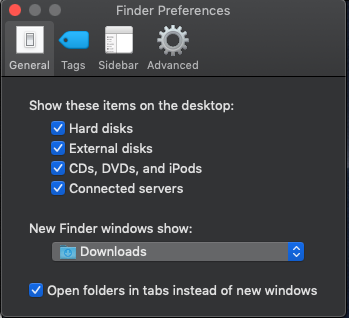 Finder Preferences
General Tags Sidebar Advanced
Show these items on the desktop:
Hard disks
External disks
CDs, DVDs, and iPods
Connected servers
New Finder windows show:
Downloads
Open folders in tabs instead of new windows